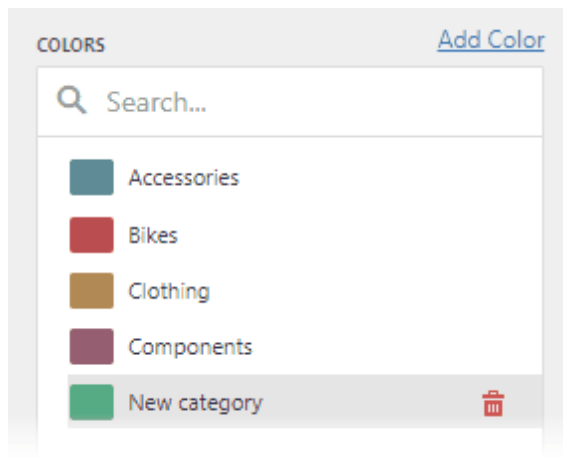 COLORS
Add Color
Search...
Accessories
Bikes
Clothing
Components
New category